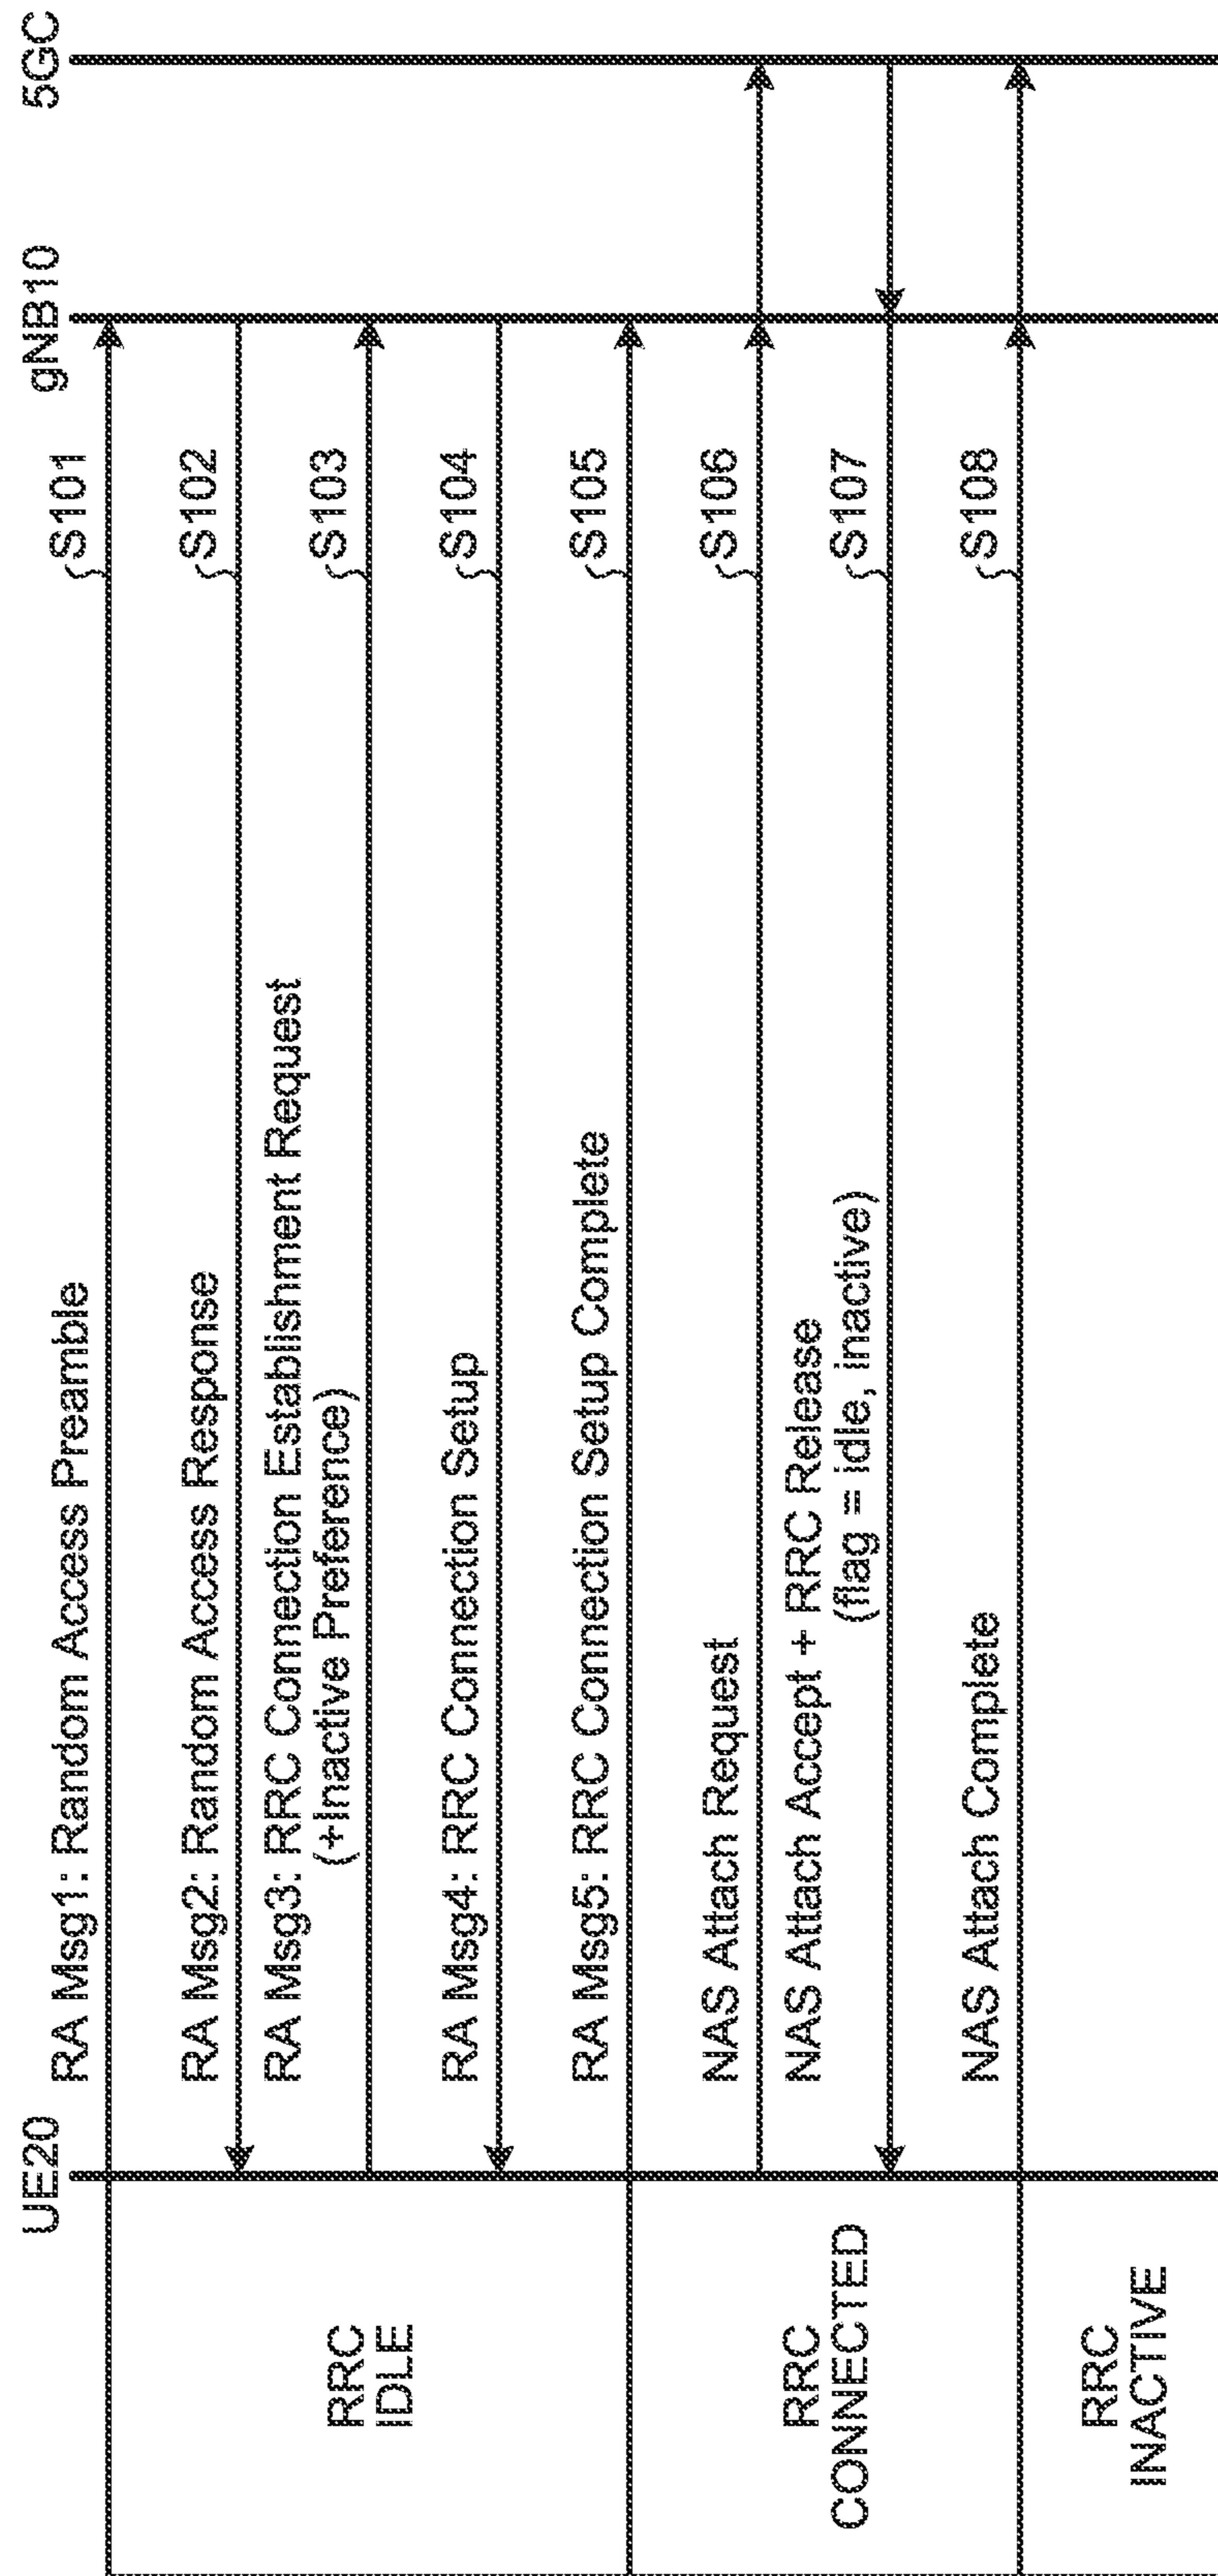 UE20
gNB10
5GC
RA Msg1: Random Access Preamble
S101
RA Msg2: Random Access Response
S102
RA Msg3: RRC Connection Establishment Request
(+Inactive Preference)
S103
RA Msg4: RRC Connection Setup
S104
RA Msg5: RRC Connection Setup Complete
S105
NAS Attach Request
S106
NAS Attach Accept + RRC Release
(flag = idle, inactive)
S107
NAS Attach Complete
S108
RRC
IDLE
RRC
CONNECTED
RRC
INACTIVE